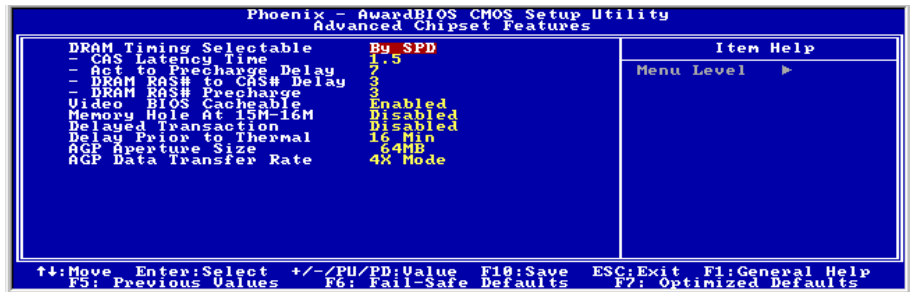 Phoenix - AwardBIOS CMOS Setup Utility
Advanced Chipset Features
DRAM Timing Selectable By SPD
- CAS Latency Time 1.5
- Act to Precharge Delay 7
- DRAM RAS# to CAS# Delay 3
- DRAM RAS# Precharge 3
Video BIOS Cacheable Enabled
Memory Hole At 15M-16M Disabled
Delayed Transaction Disabled
Delay Prior to Thermal 16 Min
AGP Aperture Size 64MB
AGP Data Transfer Rate 4X Mode
Item Help
Menu Level ►
↑↓:Move Enter:Select +/-/PU/PD:Value F10:Save ESC:Exit F1:General Help
F5: Previous Values F6: Fail-Safe Defaults F7: Optimized Defaults